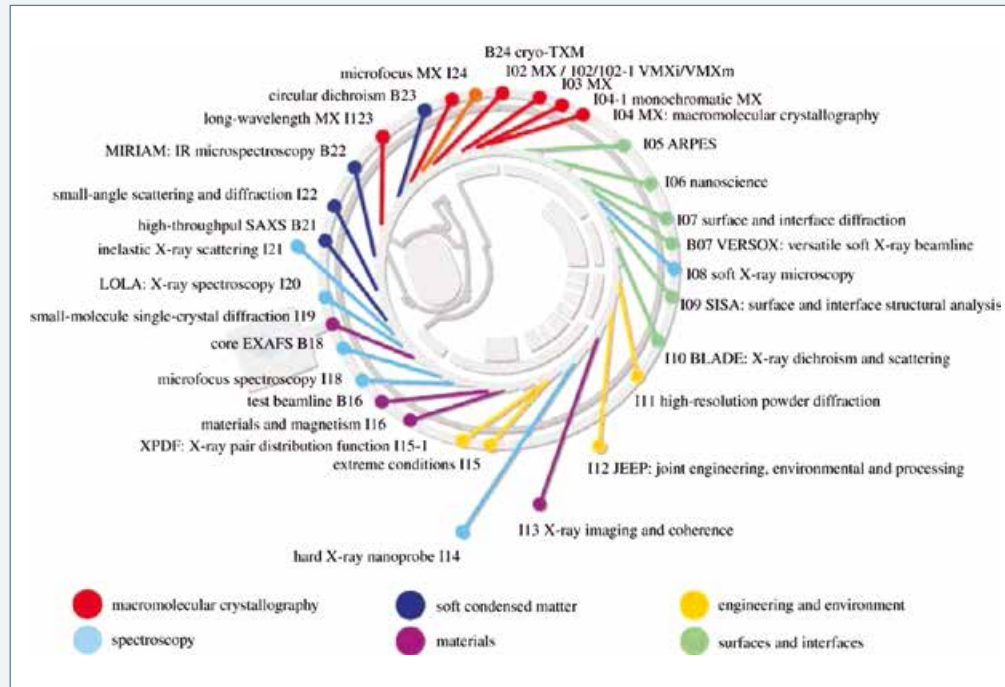 B24 cryo-TXM
microfocus MX I24
I02 MX / 102/102-1 VMXi/VMXm
circular dichroism B23
I03 MX
I04-1 monochromatic MX
long-wavelength MX I123
I04 MX: macromolecular crystallography
MIRIAM: IR microspectroscopy B22
I05 ARPES
small-angle scattering and diffraction I22
I06 nanoscience
high-throughpul SAXS B21
I07 surface and interface diffraction
inelastic X-ray scattering I21
B07 VERSOX: versatile soft X-ray beamline
LOLA: X-ray spectroscopy I20
I08 soft X-ray microscopy
small-molecule single-crystal diffraction I19
I09 SISA: surface and interface structural analysis
core EXAFS B18
I10 BLADE: X-ray dichroism and scattering
microfocus spectroscopy I18
test beamline B16
I11 high-resolution powder diffraction
materials and magnetism I16
XPDF: X-ray pair distribution function I15-1
extreme conditions I15
I12 JEEP: joint engineering, environmental and processing
I13 X-ray imaging and coherence
hard X-ray nanoprobe I14
macromolecular crystallography
soft condensed matter
engineering and environment
spectroscopy
materials
surfaces and interfaces